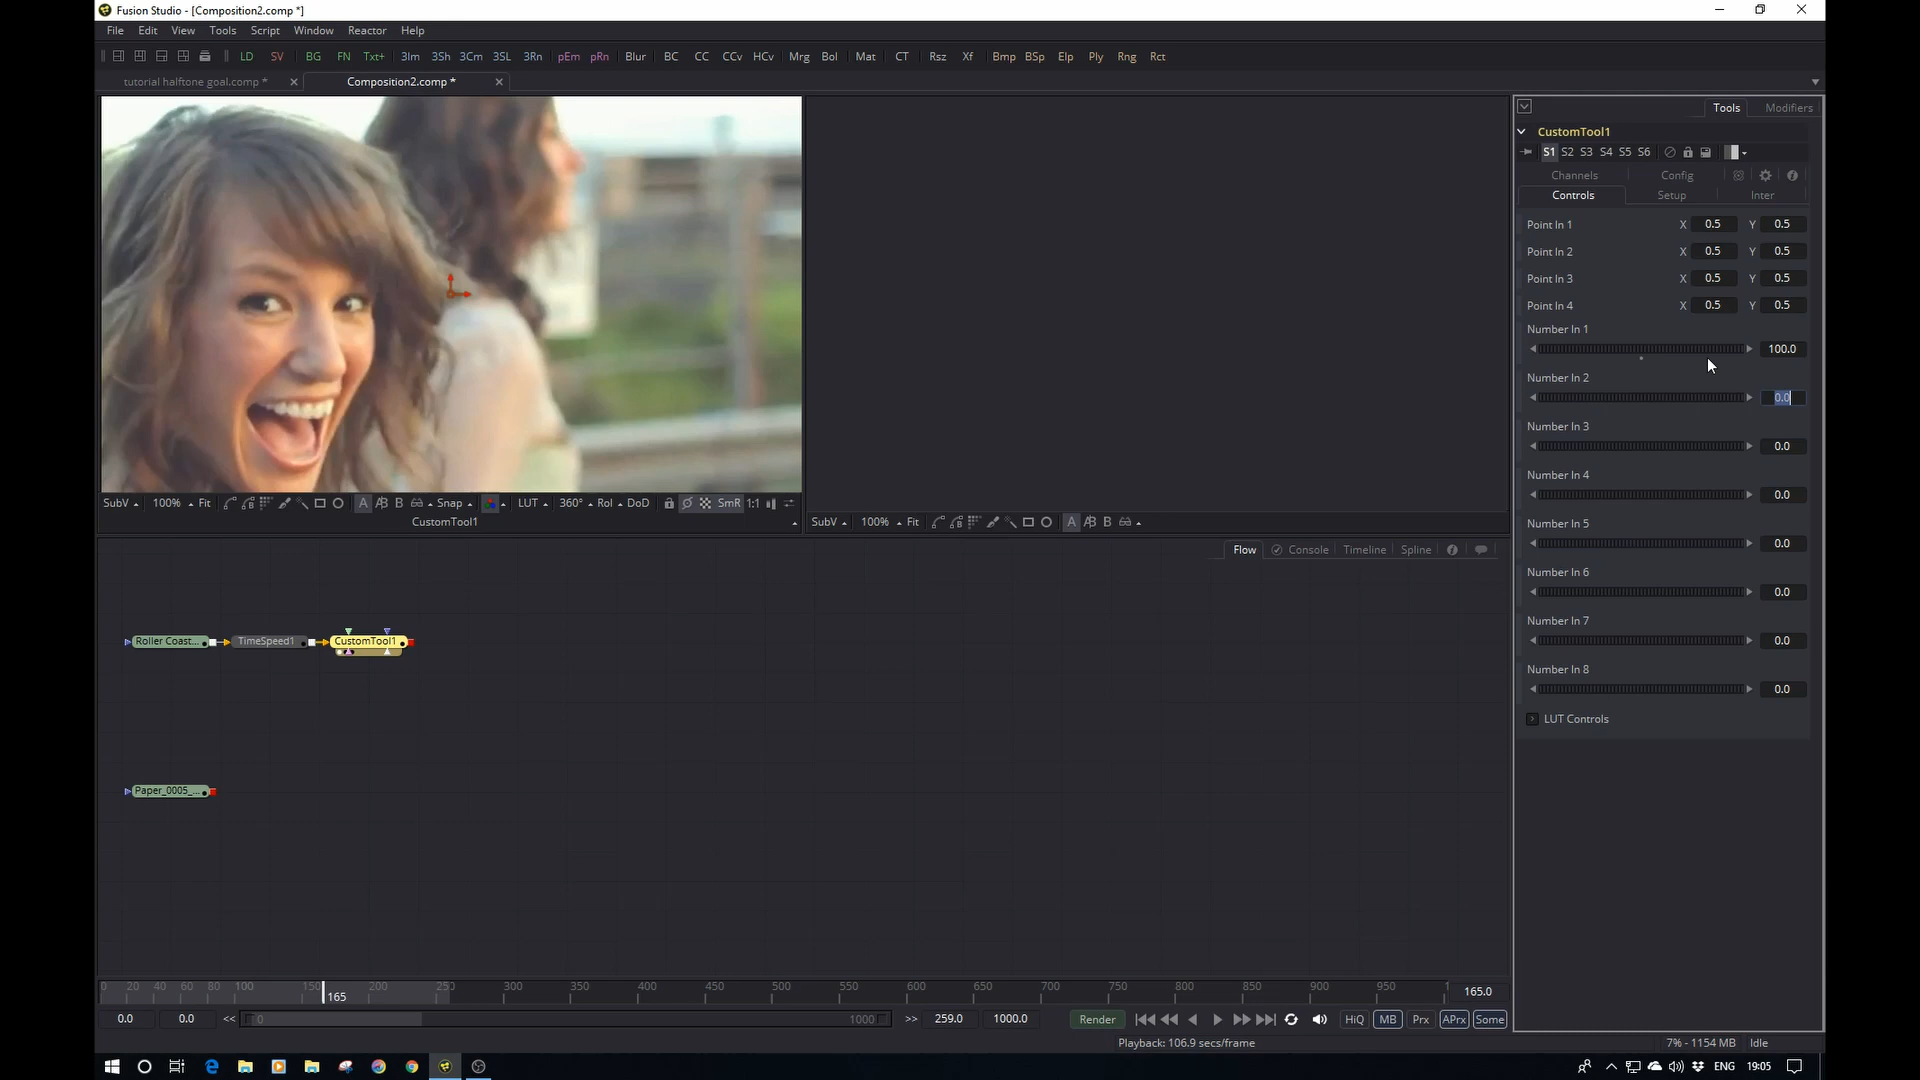 Fusion Studio - [Composition2.comp *]
File Edit View Tools Script Window Reactor Help
LD SV BG FN Txt+ 3Im 3Sh 3Cm 3SL 3Rn pEm pRn Blur BC CC CCv HCv Mrg Bol Mat CT Rsz Xf Bmp BSp Elp Ply Rng Rct
tutorial halftone goal.comp * Composition2.comp *
Tools Modifiers
CustomTool1
S1 S2 S3 S4 S5 S6
Channels Config
Controls Setup Inter
Point In 1 X 0.5 Y 0.5
Point In 2 X 0.5 Y 0.5
Point In 3 X 0.5 Y 0.5
Point In 4 X 0.5 Y 0.5
Number In 1
100.0
Number In 2
0.0
Number In 3
0.0
Number In 4
0.0
Number In 5
0.0
Number In 6
0.0
Number In 7
0.0
Number In 8
0.0
LUT Controls
SubV 100% Fit A B Snap LUT 360° RoI DoD SmR 1:1
CustomTool1
SubV 100% Fit A B
Flow Console Timeline Spline
Roller Coast... TimeSpeed1 CustomTool1
Paper_0005_...
0 20 40 60 80 100 150 165 200 250 300 350 400 450 500 550 600 650 700 750 800 850 900 950 165.0
0.0 0.0 << 0 1000 >> 259.0 1000.0 Render HiQ MB Prx APrx Some
Playback: 106.9 secs/frame 7% - 1154 MB Idle
ENG 19:05